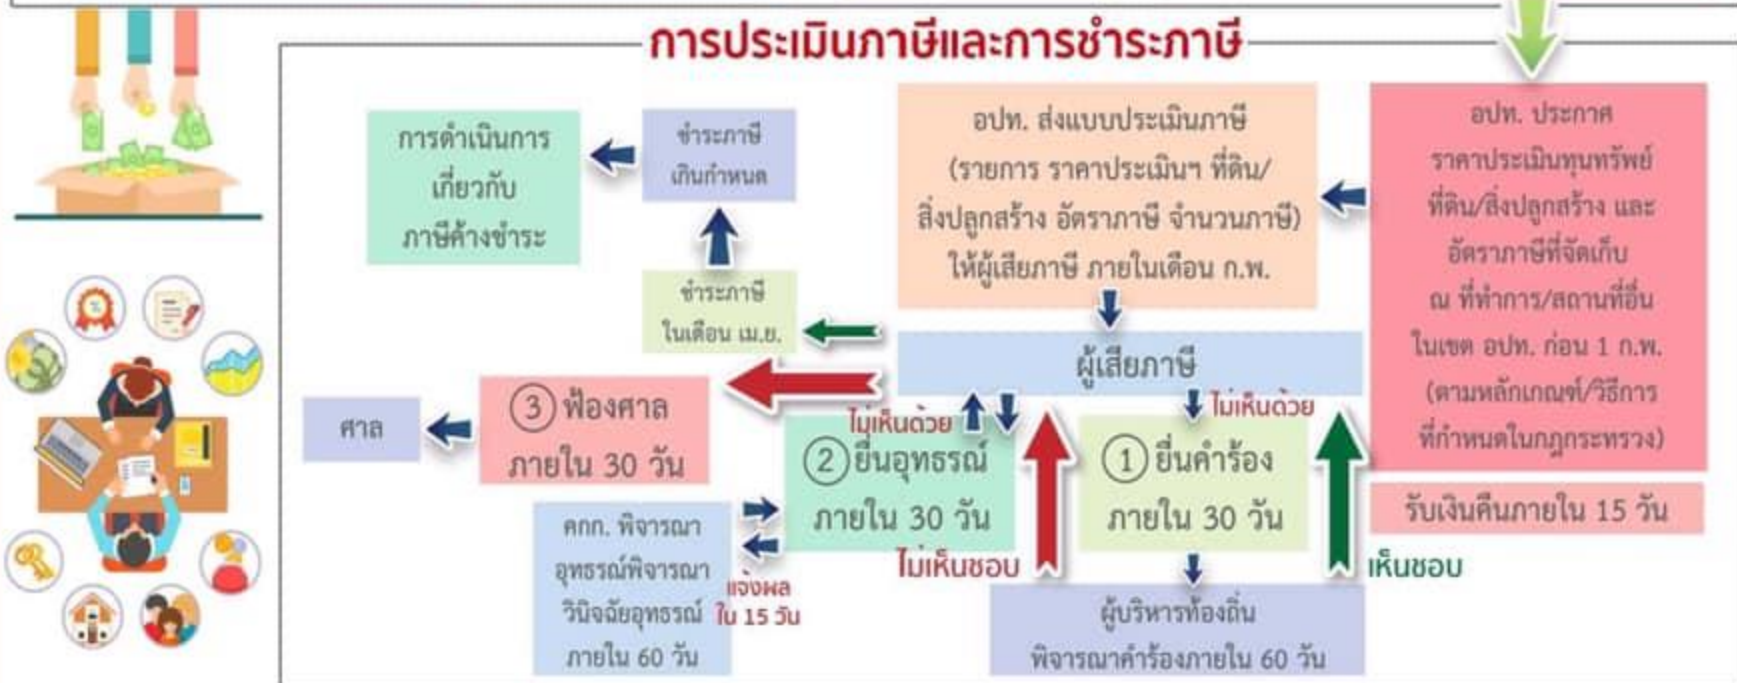 การประเมินภาษีและการชำระภาษี
อปท. ประกาศ
ราคาประเมินทุนทรัพย์
ที่ดิน/สิ่งปลูกสร้าง และ
อัตราภาษีที่จัดเก็บ
ณ ที่ทำการ/สถานที่อื่น
ในเขต อปท. ก่อน 1 ก.พ.
(ตามหลักเกณฑ์/วิธีการ
ที่กำหนดในกฎกระทรวง)
อปท. ส่งแบบประเมินภาษี
(รายการ ราคาประเมินฯ ที่ดิน/
สิ่งปลูกสร้าง อัตราภาษี จำนวนภาษี)
ให้ผู้เสียภาษี ภายในเดือน ก.พ.
ผู้เสียภาษี
ชำระภาษี
ในเดือน เม.ย.
ชำระภาษี
เกินกำหนด
การดำเนินการ
เกี่ยวกับ
ภาษีค้างชำระ
ไม่เห็นด้วย
1 ยื่นคำร้อง
ภายใน 30 วัน
ผู้บริหารท้องถิ่น
พิจารณาคำร้องภายใน 60 วัน
เห็นชอบ
รับเงินคืนภายใน 15 วัน
ไม่เห็นชอบ
ไม่เห็นด้วย
2 ยื่นอุทธรณ์
ภายใน 30 วัน
คกก. พิจารณา
อุทธรณ์พิจารณา
วินิจฉัยอุทธรณ์
ภายใน 60 วัน
แจ้งผล
ใน 15 วัน
3 ฟ้องศาล
ภายใน 30 วัน
ศาล